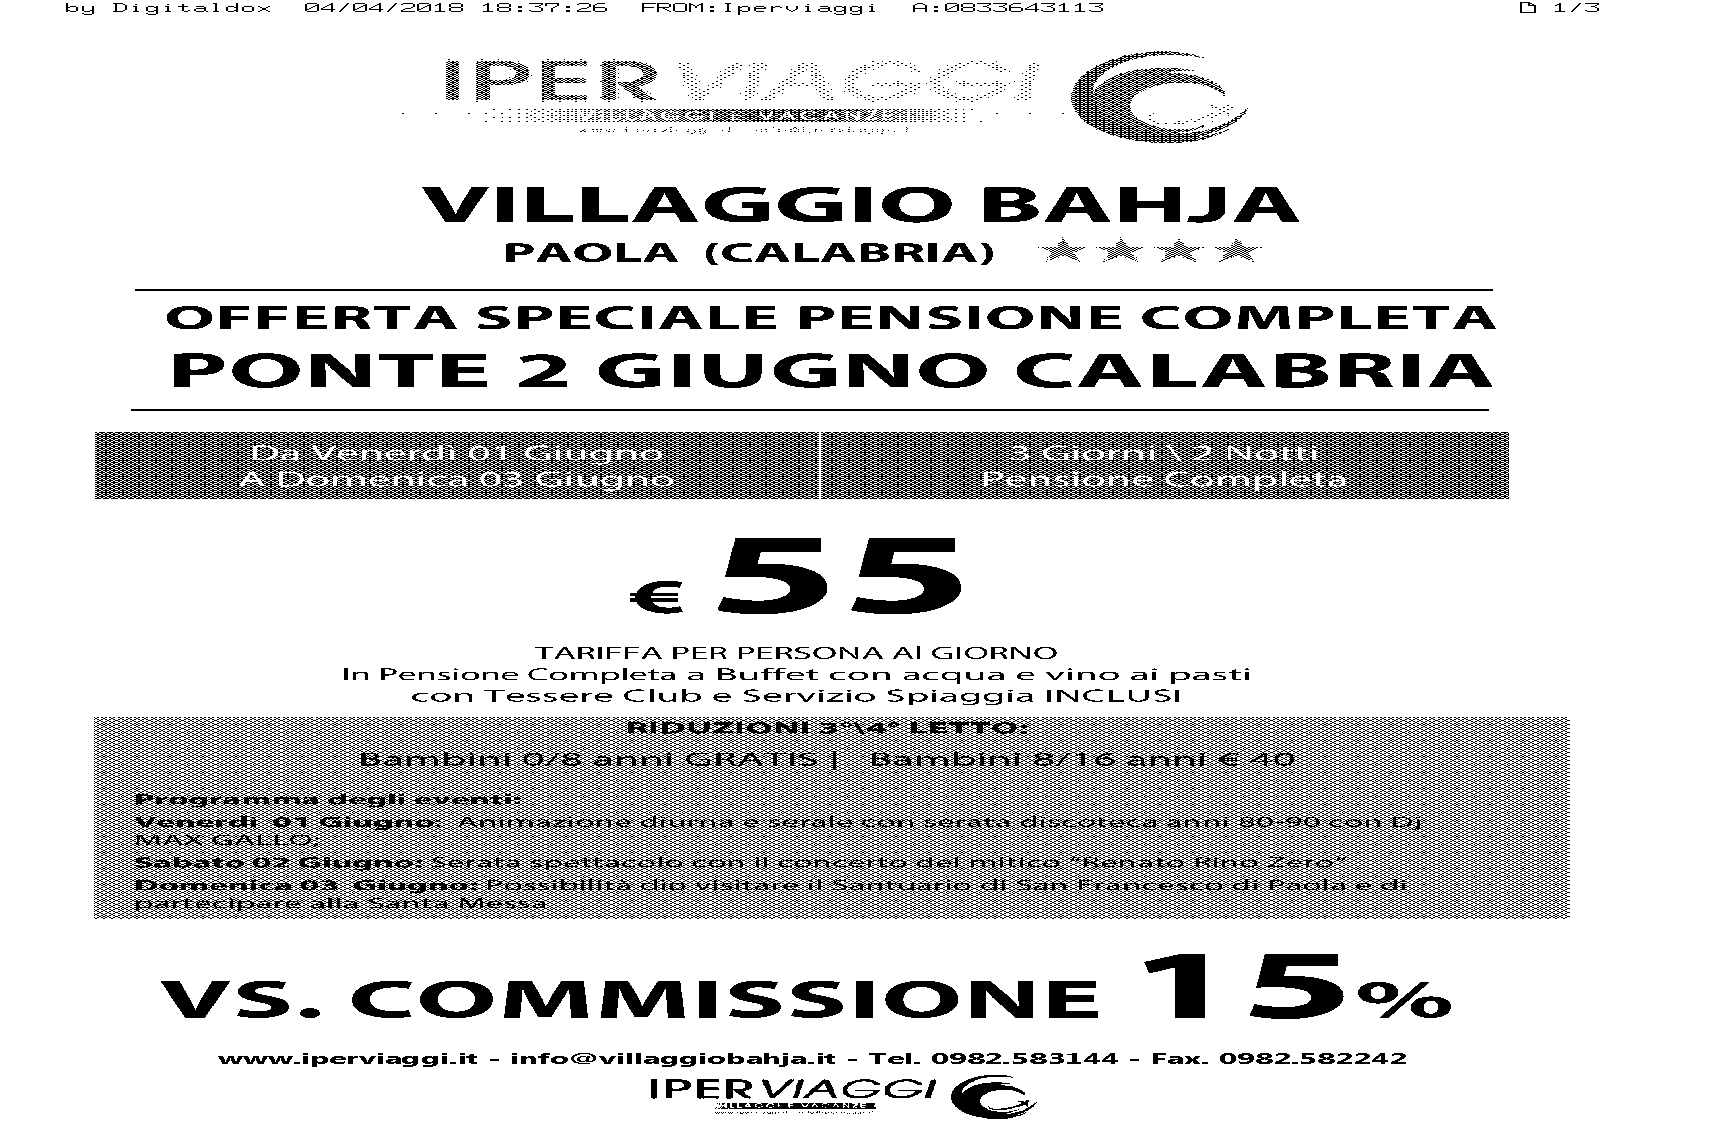 by Digitaldox 04/04/2018 18:37:26 FROM:Iperviaggi A:0833643113 1/3
IPERVIAGGI
VILLAGGI E VACANZE
VILLAGGIO BAHJA
PAOLA (CALABRIA)
OFFERTA SPECIALE PENSIONE COMPLETA
PONTE 2 GIUGNO CALABRIA
Da Venerdì 01 Giugno
A Domenica 03 Giugno
3 Giorni \ 2 Notti
Pensione Completa
€ 55
TARIFFA PER PERSONA Al GIORNO
In Pensione Completa a Buffet con acqua e vino ai pasti
con Tessere Club e Servizio Spiaggia INCLUSI
RIDUZIONI 3°\4° LETTO:
Bambini 0/8 anni GRATIS | Bambini 8/16 anni € 40
Programma degli eventi:
Venerdì 01 Giugno: Animazione diurna e serale con serata discoteca anni 80-90 con Dj
MAX GALLO;
Sabato 02 Giugno: Serata spettacolo con il concerto del mitico "Renato Rino Zero"
Domenica 03 Giugno: Possibilità dio visitare il Santuario di San Francesco di Paola e di
partecipare alla Santa Messa
VS. COMMISSIONE 15%
www.iperviaggi.it - info@villaggiobahja.it - Tel. 0982.583144 - Fax. 0982.582242
IPERVIAGGI
VILLAGGI E VACANZE